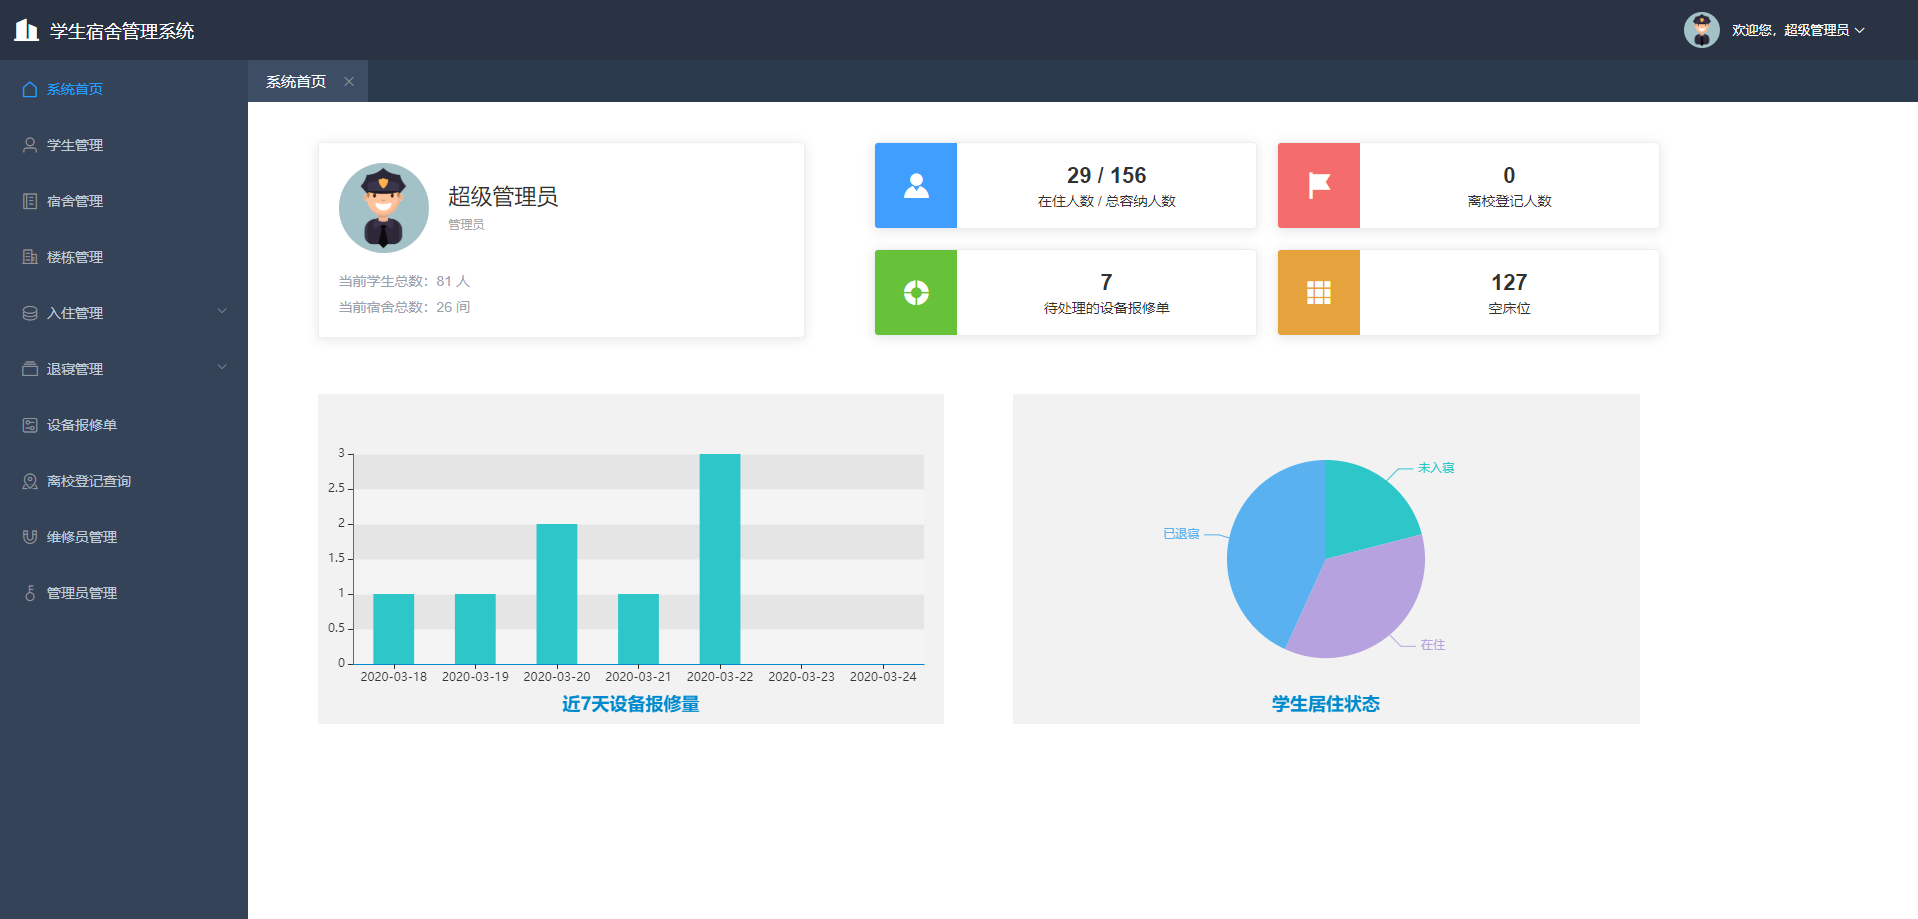 学生宿舍管理系统
欢迎您，超级管理员
系统首页
学生管理
宿舍管理
楼栋管理
入住管理
退寝管理
设备报修单
离校登记查询
维修员管理
管理员管理
系统首页
超级管理员
管理员
当前学生总数：81 人
当前宿舍总数：26 间
29 / 156
在住人数 / 总容纳人数
0
离校登记人数
7
待处理的设备报修单
127
空床位
3
2.5
2
1.5
1
0.5
0
2020-03-18 2020-03-19 2020-03-20 2020-03-21 2020-03-22 2020-03-23 2020-03-24
近7天设备报修量
未入寝
已退寝
在住
学生居住状态